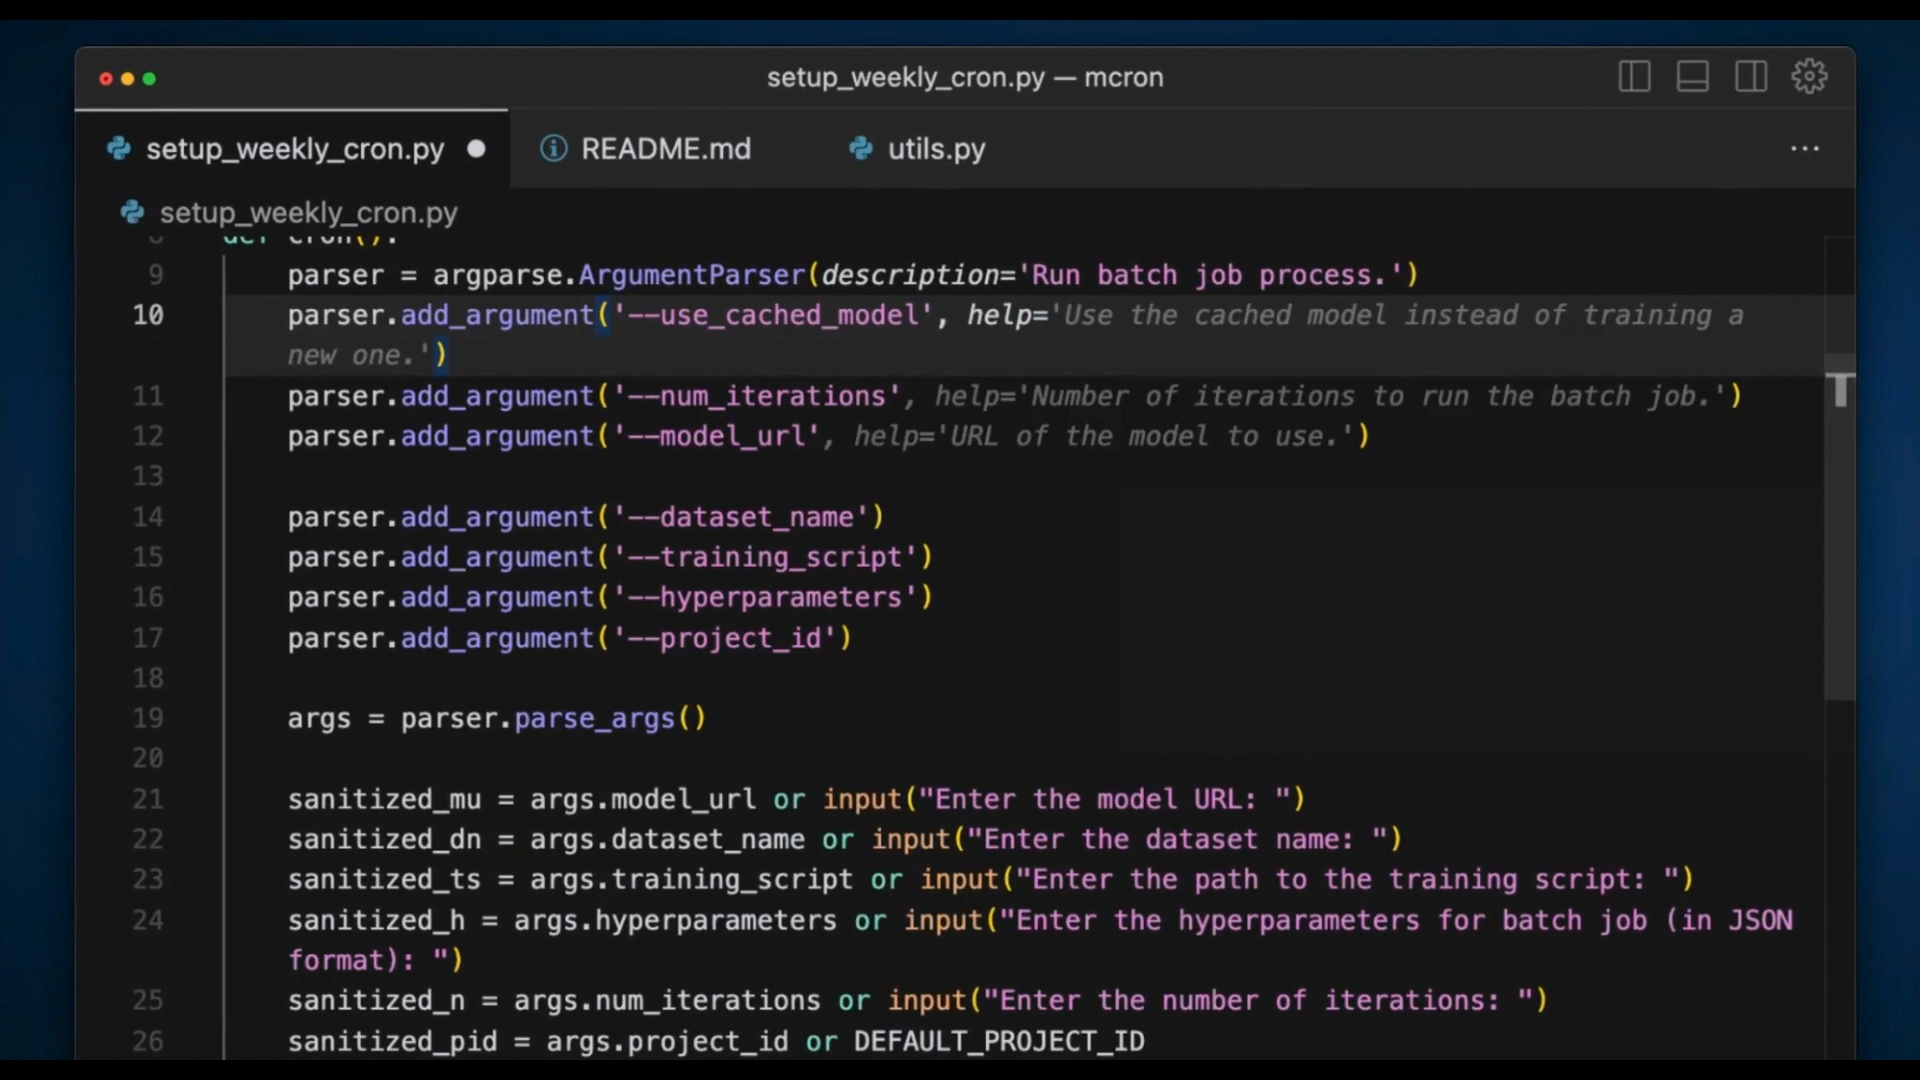 setup_weekly_cron.py — mcron
setup_weekly_cron.py README.md utils.py ...
setup_weekly_cron.py
8 def cron():
9 parser = argparse.ArgumentParser(description='Run batch job process.')
10 parser.add_argument('--use_cached_model', help='Use the cached model instead of training a
new one.')
11 parser.add_argument('--num_iterations', help='Number of iterations to run the batch job.')
12 parser.add_argument('--model_url', help='URL of the model to use.')
13
14 parser.add_argument('--dataset_name')
15 parser.add_argument('--training_script')
16 parser.add_argument('--hyperparameters')
17 parser.add_argument('--project_id')
18
19 args = parser.parse_args()
20
21 sanitized_mu = args.model_url or input("Enter the model URL: ")
22 sanitized_dn = args.dataset_name or input("Enter the dataset name: ")
23 sanitized_ts = args.training_script or input("Enter the path to the training script: ")
24 sanitized_h = args.hyperparameters or input("Enter the hyperparameters for batch job (in JSON
format): ")
25 sanitized_n = args.num_iterations or input("Enter the number of iterations: ")
26 sanitized_pid = args.project_id or DEFAULT_PROJECT_ID